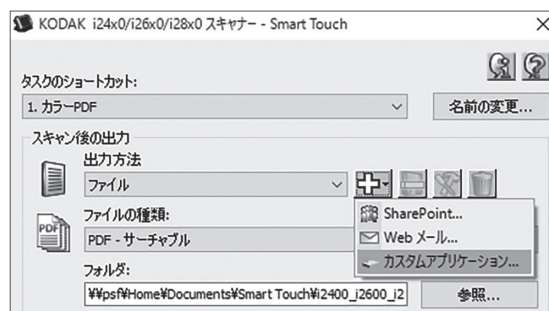 KODAK i24x0/i26x0/i28x0 スキャナー - Smart Touch
タスクのショートカット:
1. カラーPDF
名前の変更...
スキャン後の出力
出力方法
ファイル
SharePoint...
Web メール...
カスタムアプリケーション...
PDF
ファイルの種類:
PDF - サーチャブル
フォルダ:
¥¥psf¥Home¥Documents¥Smart Touch¥i2400_i2600_i2
参照...